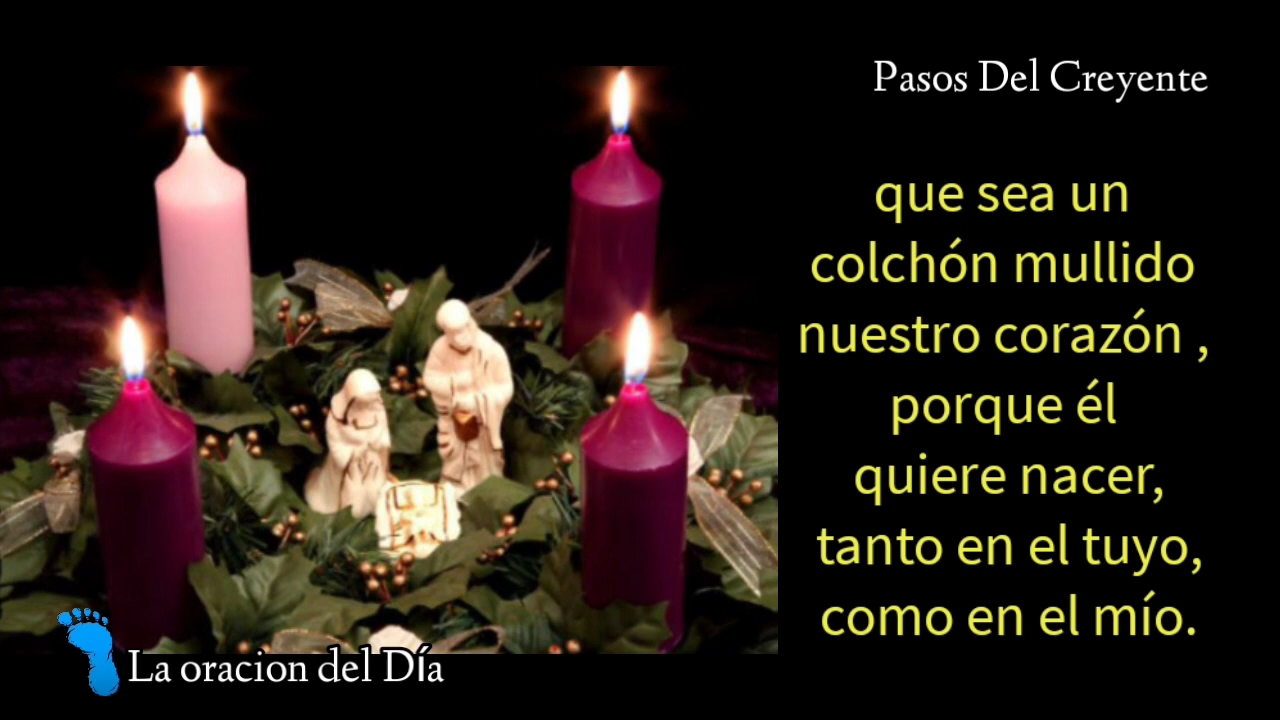 Pasos Del Creyente
que sea un
colchón mullido
nuestro corazón ,
porque él
quiere nacer,
tanto en el tuyo,
como en el mío.
La oracion del Día